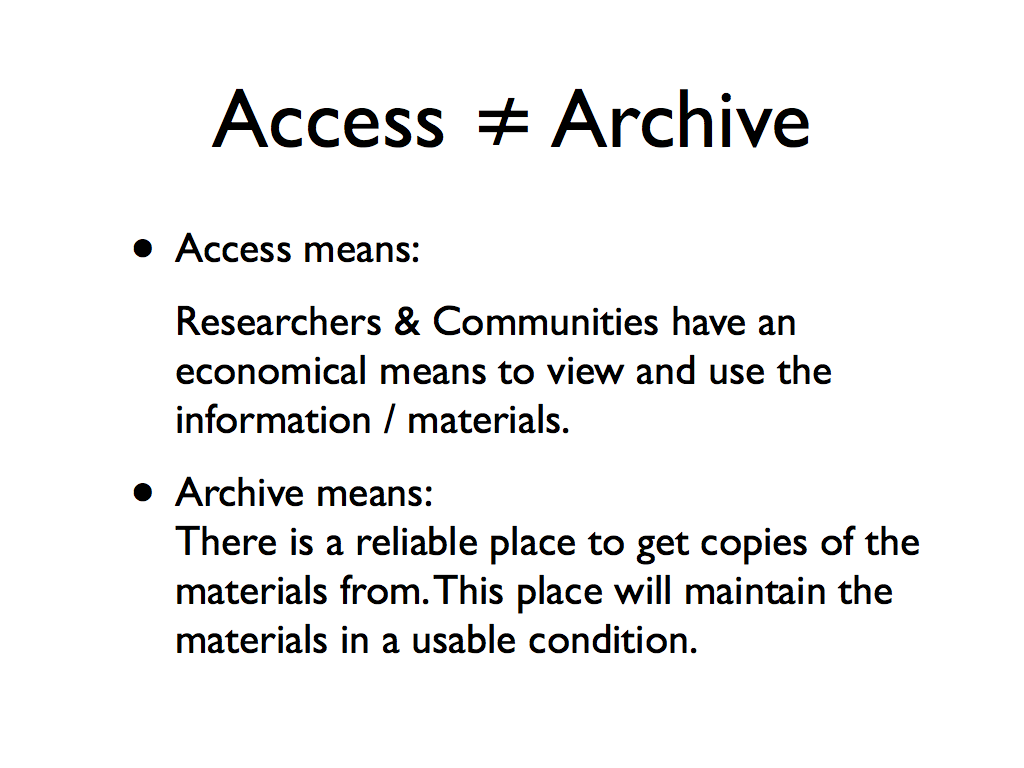 Access ≠ Archive
• Access means:
Researchers & Communities have an
economical means to view and use the
information / materials.
• Archive means:
There is a reliable place to get copies of the
materials from. This place will maintain the
materials in a usable condition.